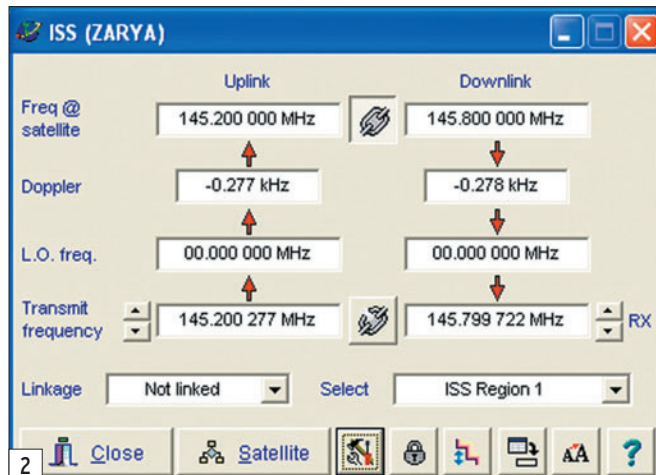 ISS (ZARYA)
Uplink Downlink
Freq @
satellite
145.200 000 MHz 145.800 000 MHz
Doppler -0.277 kHz -0.278 kHz
L.O. freq. 00.000 000 MHz 00.000 000 MHz
Transmit
frequency
145.200 277 MHz 145.799 722 MHz RX
Linkage Not linked Select ISS Region 1
Close Satellite AA ?
2